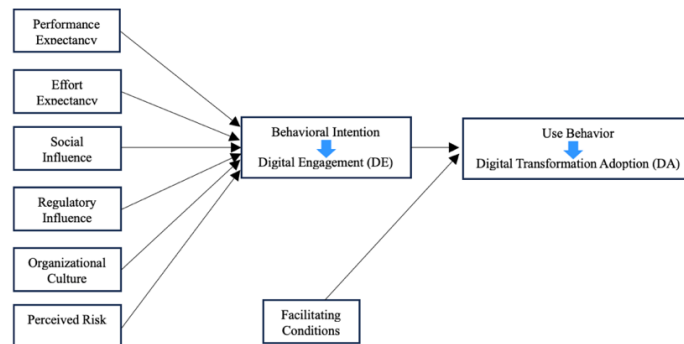 Performance
Expectancy
Effort
Expectancy
Social
Influence
Regulatory
Influence
Organizational
Culture
Perceived Risk
Behavioral Intention
Digital Engagement (DE)
Facilitating
Conditions
Use Behavior
Digital Transformation Adoption (DA)